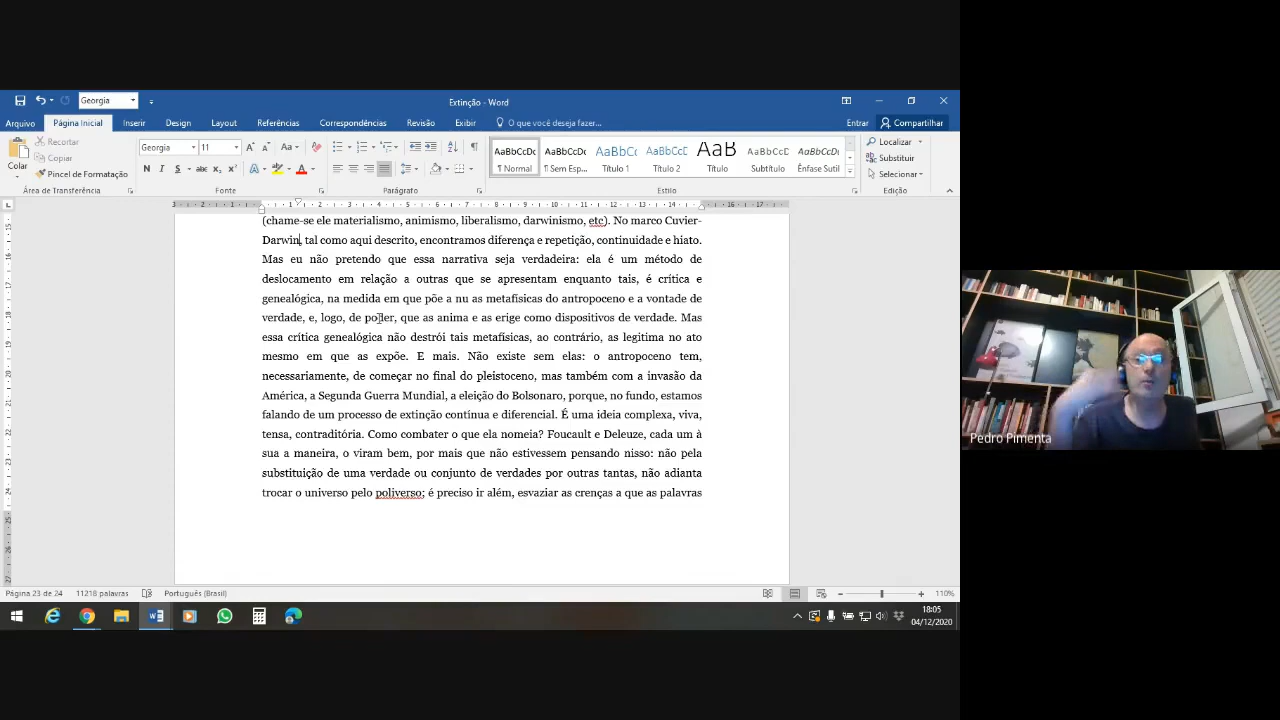 Georgia
Extinção - Word
Arquivo Página Inicial Inserir Design Layout Referências Correspondências Revisão Exibir O que você deseja fazer... Entrar Compartilhar
Colar
Recortar
Copiar
Pincel de Formatação
Área de Transferência
Georgia 11
N I S abc x₂ x²
Fonte
Parágrafo
AaBbCcDc AaBbCcDc AaBbCc AaBbCcD AaB AaBbCcD AaBbCcDc
¶ Normal ¶ Sem Esp... Título 1 Título 2 Título Subtítulo Ênfase Sutil
Estilo
Localizar
Substituir
Selecionar
Edição
(chame-se ele materialismo, animismo, liberalismo, darwinismo, etc). No marco Cuvier-
Darwin, tal como aqui descrito, encontramos diferença e repetição, continuidade e hiato.
Mas eu não pretendo que essa narrativa seja verdadeira: ela é um método de
deslocamento em relação a outras que se apresentam enquanto tais, é crítica e
genealógica, na medida em que põe a nu as metafísicas do antropoceno e a vontade de
verdade, e, logo, de poder, que as anima e as erige como dispositivos de verdade. Mas
essa crítica genealógica não destrói tais metafísicas, ao contrário, as legitima no ato
mesmo em que as expõe. E mais. Não existe sem elas: o antropoceno tem,
necessariamente, de começar no final do pleistoceno, mas também com a invasão da
América, a Segunda Guerra Mundial, a eleição do Bolsonaro, porque, no fundo, estamos
falando de um processo de extinção contínua e diferencial. É uma ideia complexa, viva,
tensa, contraditória. Como combater o que ela nomeia? Foucault e Deleuze, cada um à
sua a maneira, o viram bem, por mais que não estivessem pensando nisso: não pela
substituição de uma verdade ou conjunto de verdades por outras tantas, não adianta
trocar o universo pelo poliverso; é preciso ir além, esvaziar as crenças a que as palavras
Pedro Pimenta
Página 23 de 24 11218 palavras Português (Brasil) 110%
18:05
04/12/2020